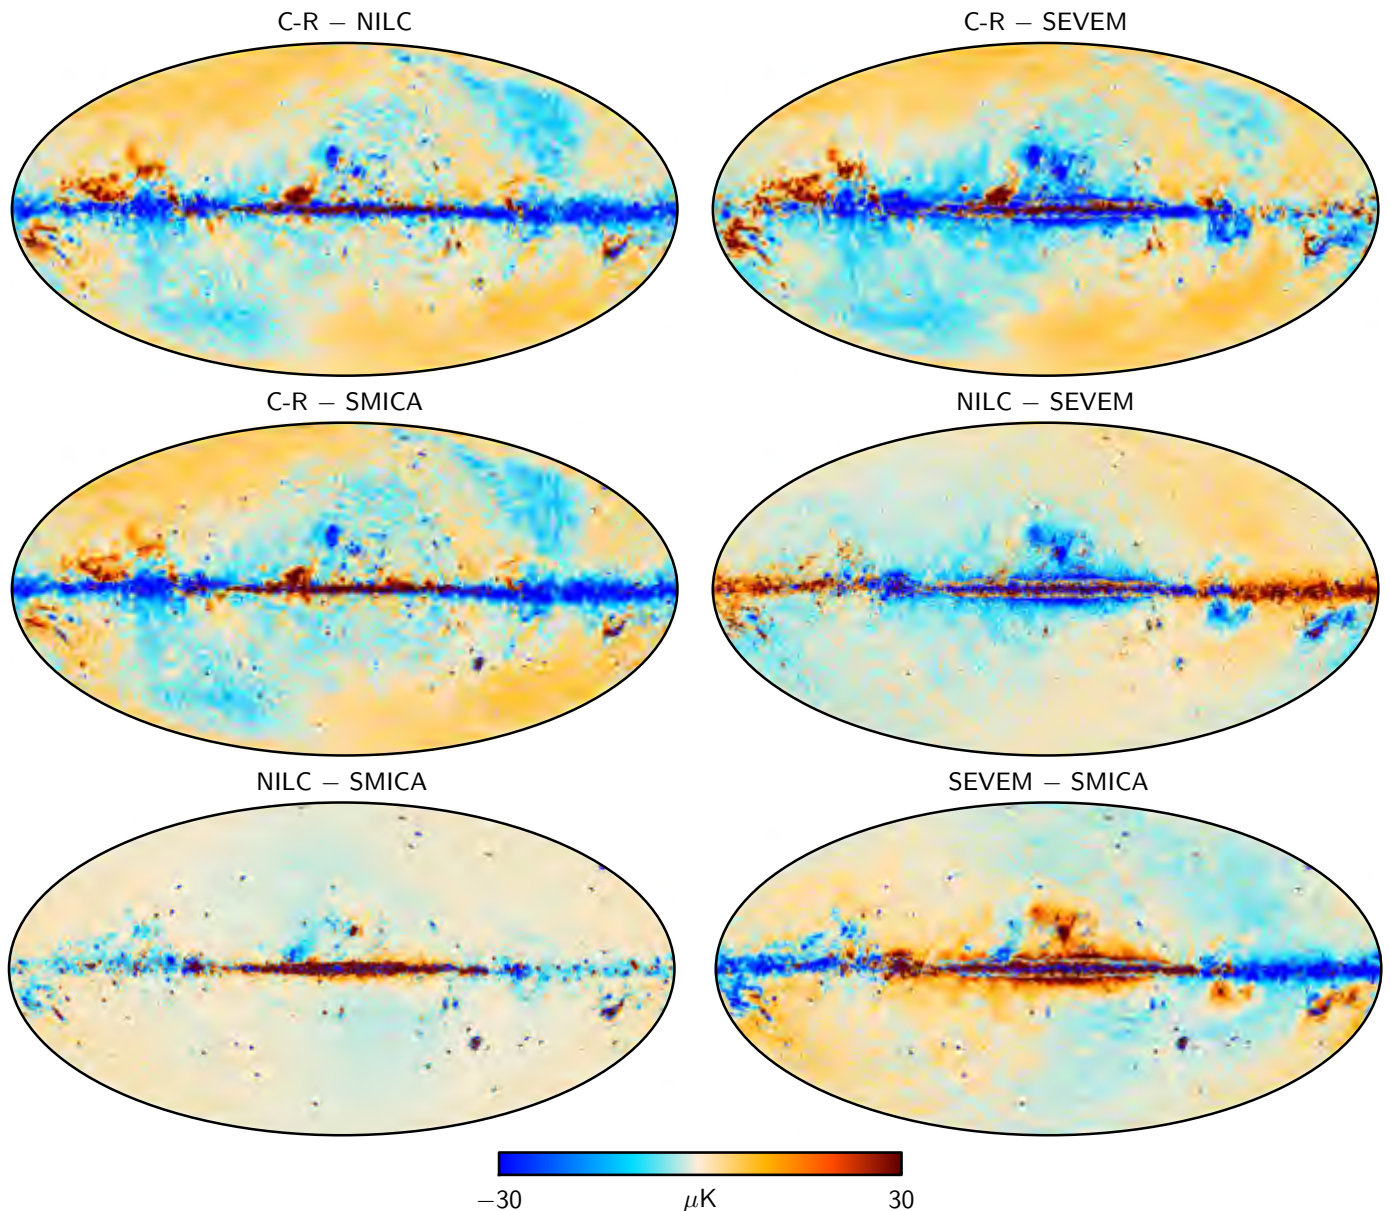 C-R − NILC
C-R − SEVEM
C-R − SMICA
NILC − SEVEM
NILC − SMICA
SEVEM − SMICA
−30 μK 30